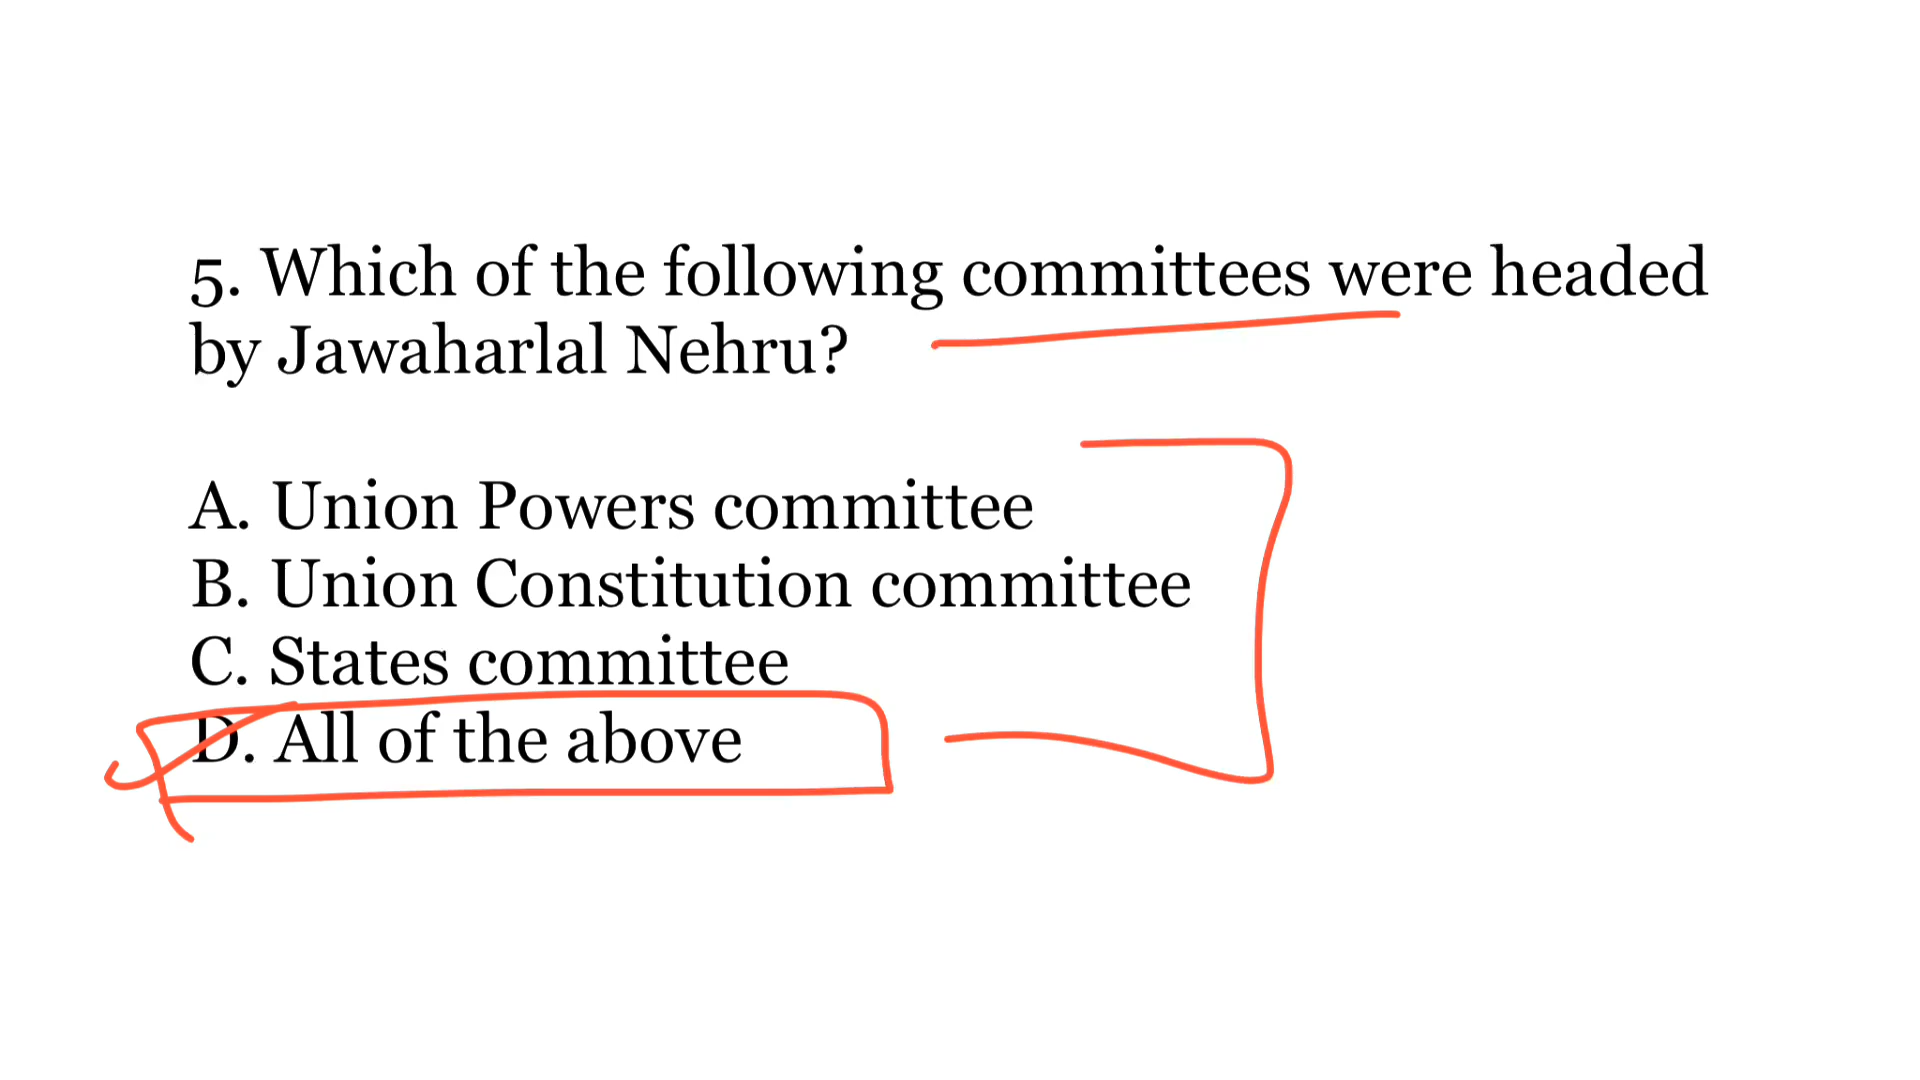 5. Which of the following committees were headed
by Jawaharlal Nehru?
A. Union Powers committee
B. Union Constitution committee
C. States committee
D. All of the above